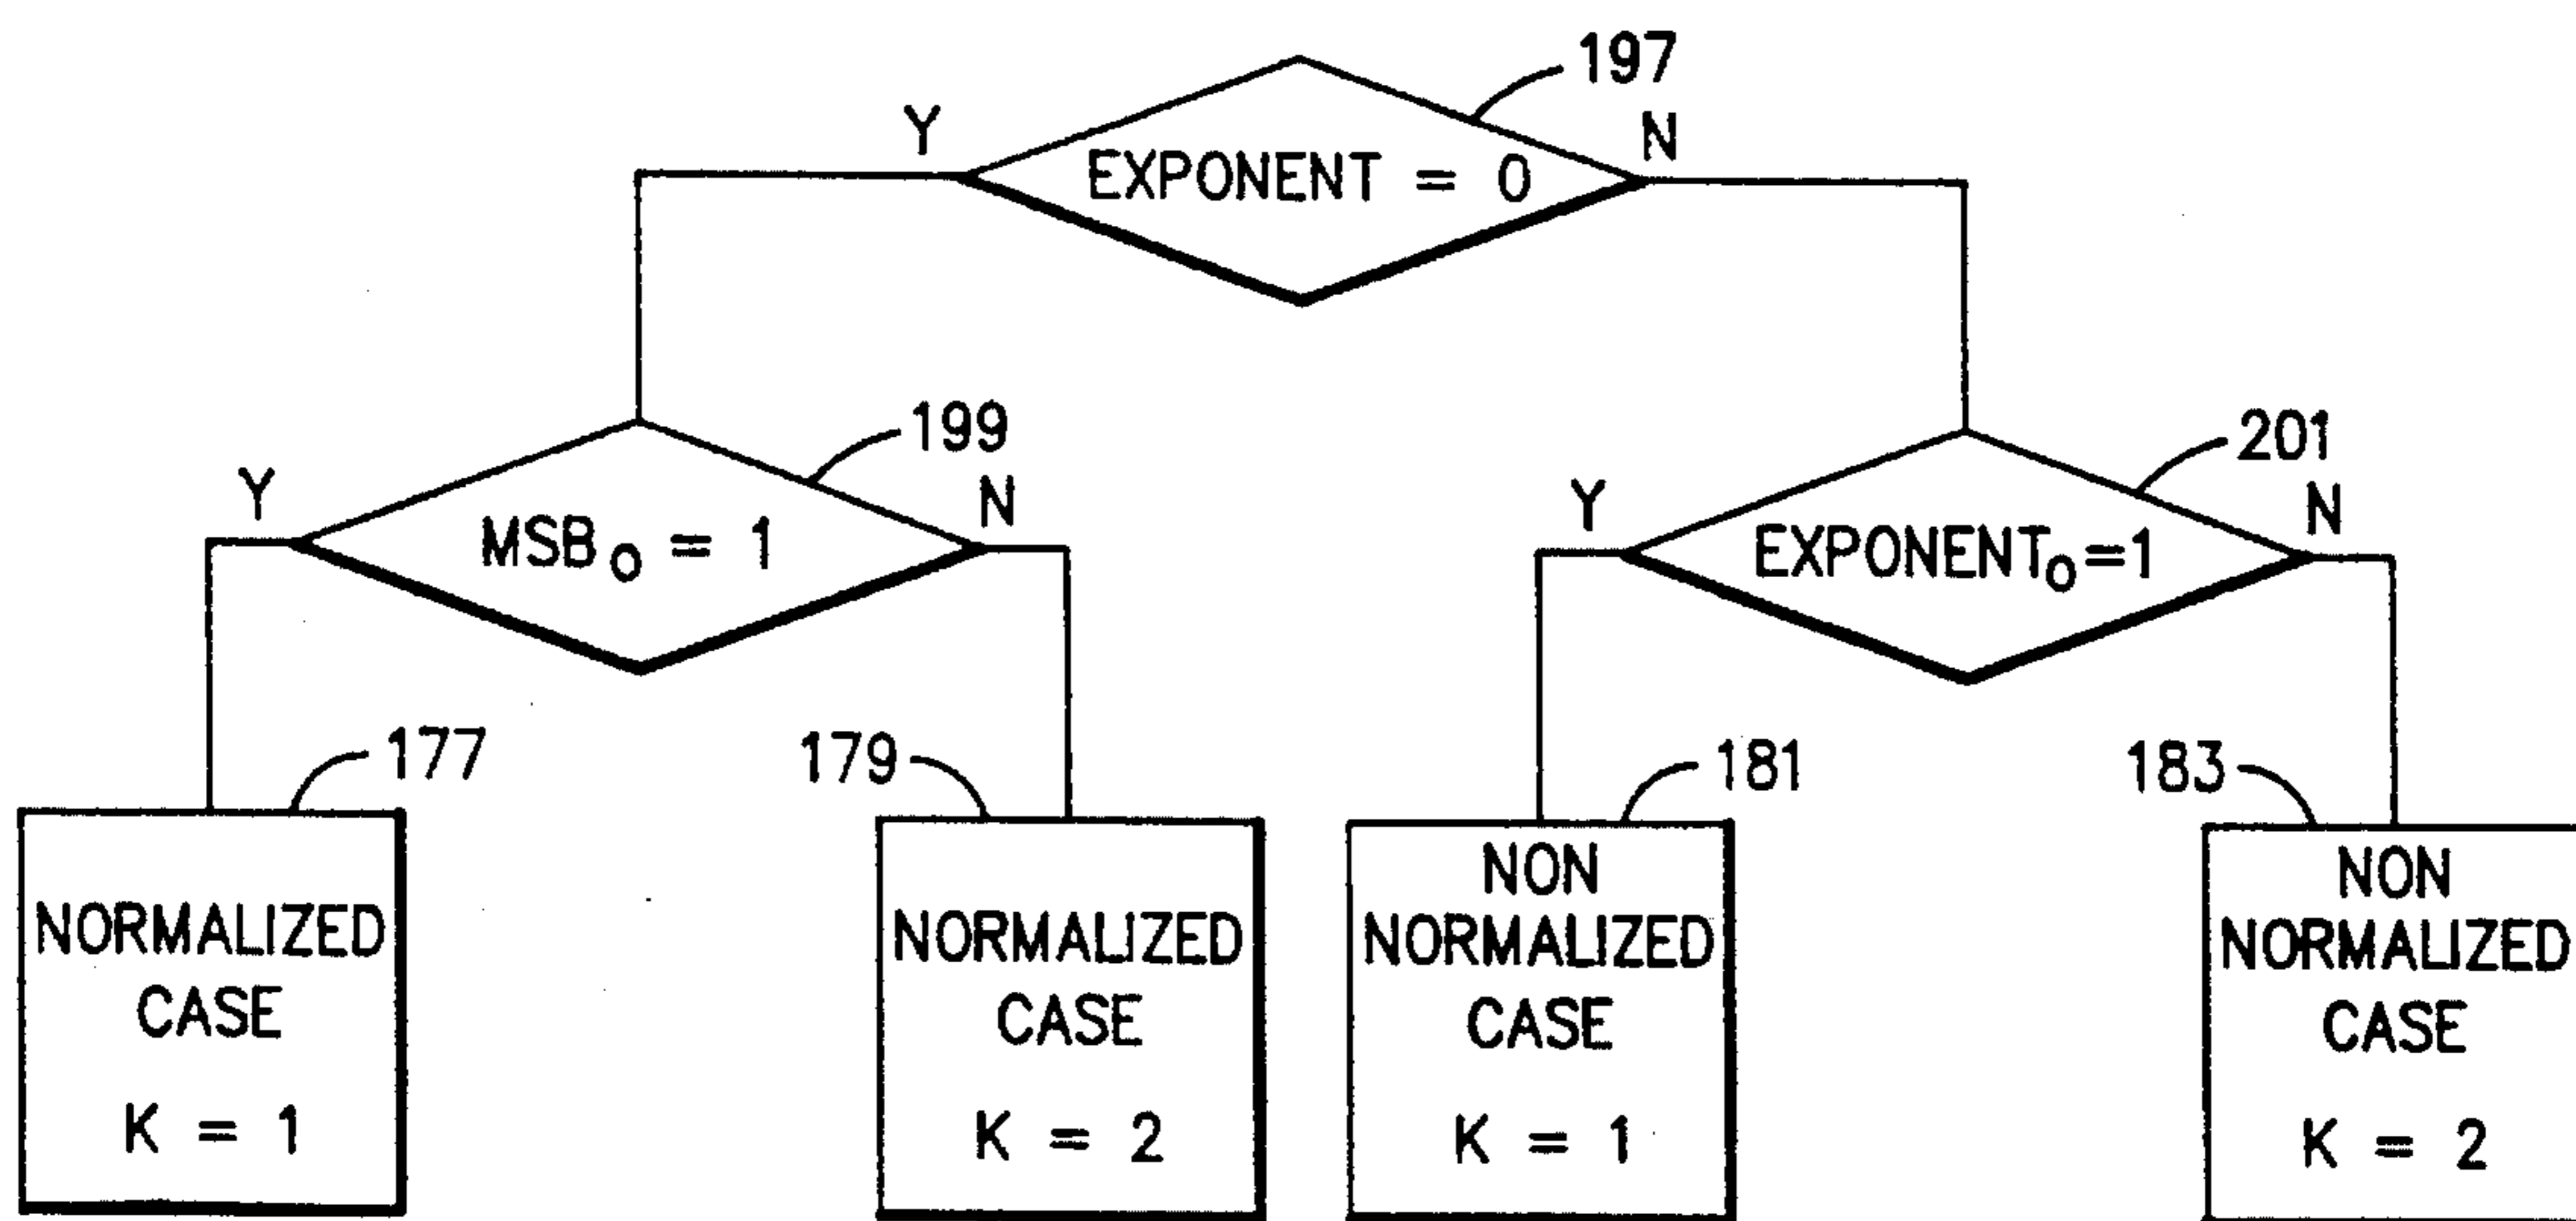 197
Y
N
EXPONENT = 0
199
201
Y
N
Y
N
MSB₀ = 1
EXPONENT₀=1
177
179
181
183
NORMALIZED
CASE
K = 1
NORMALIZED
CASE
K = 2
NON
NORMALIZED
CASE
K = 1
NON
NORMALIZED
CASE
K = 2